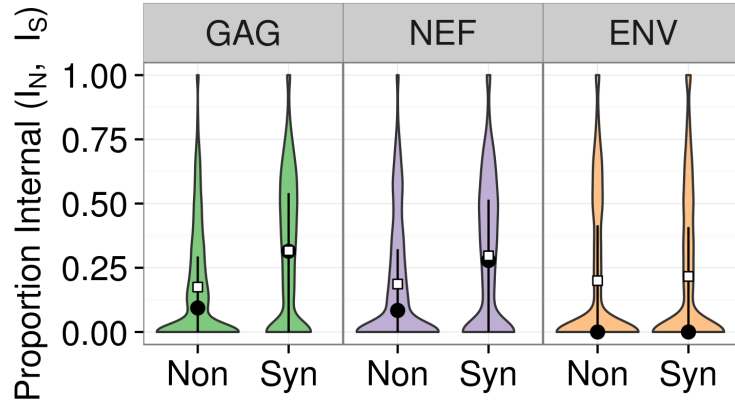 GAG NEF ENV
Proportion Internal (I_N, I_S)
1.00
0.75
0.50
0.25
0.00
Non Syn Non Syn Non Syn